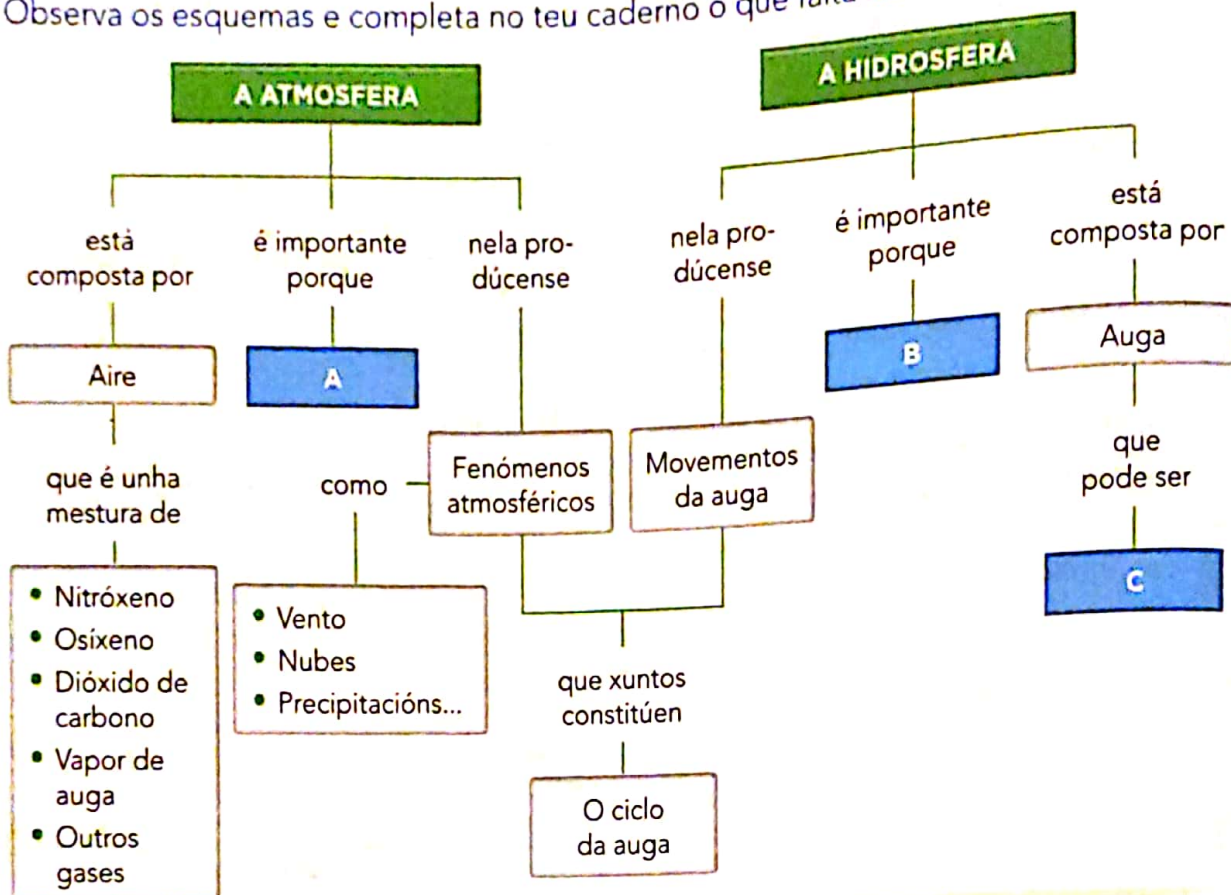 Observa os esquemas e completa no teu caderno o que falta
A ATMOSFERA
está
composta por
é importante
porque
nela pro-
dúcense
Aire
A
que é unha
mestura de
como
Fenómenos
atmosféricos
• Nitróxeno
• Osíxeno
• Dióxido de
carbono
• Vapor de
auga
• Outros
gases
• Vento
• Nubes
• Precipitacións...
A HIDROSFERA
nela pro-
dúcense
é importante
porque
está
composta por
Movementos
da auga
B
Auga
que
pode ser
C
que xuntos
constitúen
O ciclo
da auga